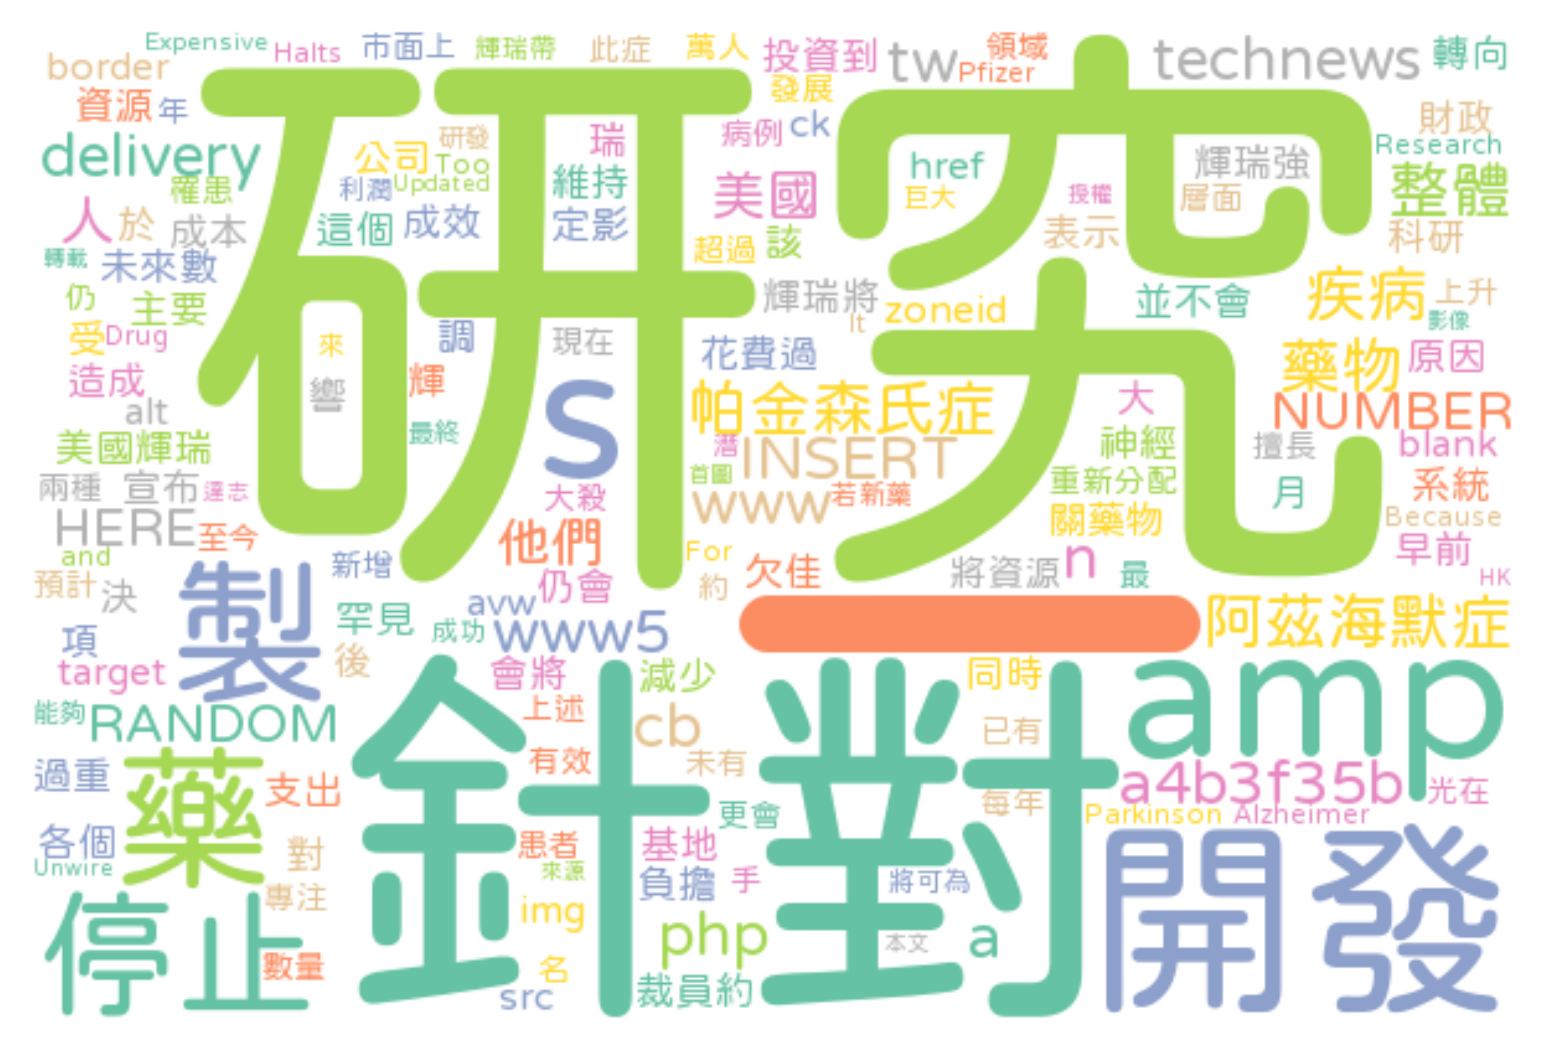 Expensive
Halts
市面上
輝瑞帶
此症
萬人
投資到
tw
領域
technews
轉向
border
Pfizer
資源
年
發展
財政
研究
delivery
公司
研發
Too
瑞
病例
ck
href
輝瑞強
Research
罹患
利潤
Updated
維持
美國
巨大
授權
層面
整體
人
於
成本
這個
成效
定影
超過
該
表示
科研
轉載
未來數
輝瑞將
zoneid
並不會
疾病
上升
仍
主要
It
影像
受
Drug
來
調
現在
花費過
藥物
原因
造成
響
輝
S
帕金森氏症
大
NUMBER
alt
最終
美國輝瑞
潛
INSERT
神經
擅長
blank
兩種
宣布
達志
大殺
首圖
www
若新藥
重新分配
月
系統
HERE
至今
他們
關藥物
Because
and
新增
For
欠佳
將資源
n
最
早前
預計
決
製
仍會
約
HK
罕見
avw
成功
www5
_
阿茲海默症
項
target
後
會將
減少
同時
amp
能夠
RANDOM
上述
cb
已有
過重
藥
支出
有效
未有
a4b3f35b
光在
針對
更會
每年
Parkinson
Alzheimer
各個
對
患者
基地
開發
Unwire
來源
負擔
手
將可為
停止
專注
img
php
本文
a
數量
名
src
裁員約